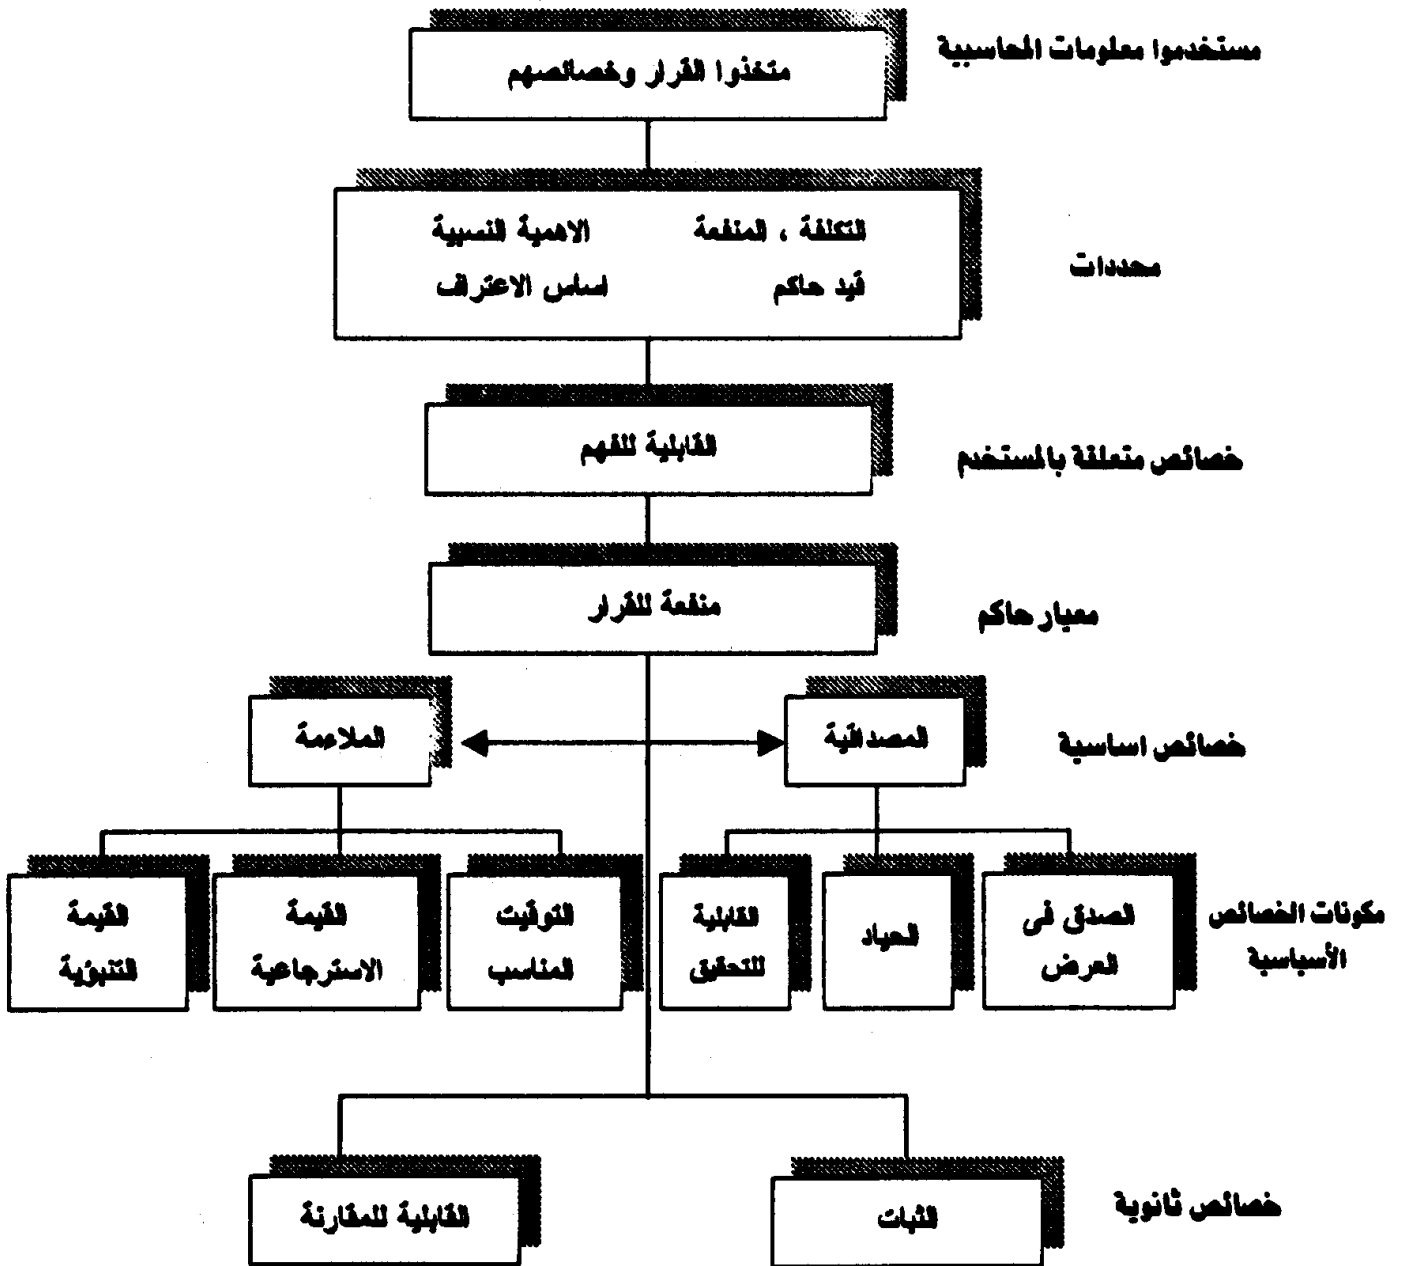 مستخدموا معلومات المحاسبية
متخذوا القرار وخصائصهم
محددات
التكلفة ، المنفعة
الاهمية النسبية
قيد حاكم
اساس الاعتراف
خصائص متعلقة بالمستخدم
القابلية للفهم
معيار حاكم
منفعة للقرار
خصائص اساسية
المصداقية
الملاءمة
مكونات الخصائص
الأساسية
الصدق فى
العرض
الحياد
القابلية
للتحقيق
التوقيت
المناسب
القيمة
الاسترجاعية
القيمة
التنبؤية
خصائص ثانوية
الثبات
القابلية للمقارنة